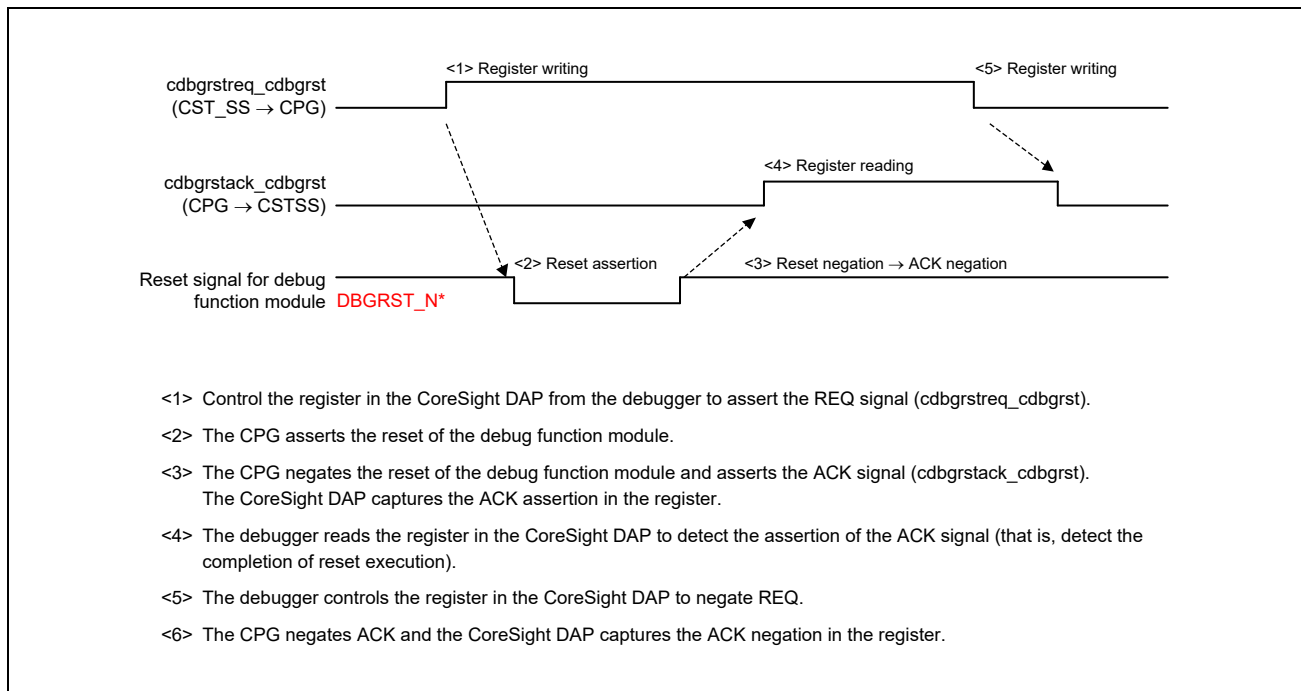 <1> Register writing
<5> Register writing
cdbgrstreq_cdbgrst
(CST_SS → CPG)
<4> Register reading
cdbgrstack_cdbgrst
(CPG → CSTSS)
<2> Reset assertion
<3> Reset negation → ACK negation
Reset signal for debug
function module DBGRST_N*
<1> Control the register in the CoreSight DAP from the debugger to assert the REQ signal (cdbgrstreq_cdbgrst).
<2> The CPG asserts the reset of the debug function module.
<3> The CPG negates the reset of the debug function module and asserts the ACK signal (cdbgrstack_cdbgrst).
The CoreSight DAP captures the ACK assertion in the register.
<4> The debugger reads the register in the CoreSight DAP to detect the assertion of the ACK signal (that is, detect the
completion of reset execution).
<5> The debugger controls the register in the CoreSight DAP to negate REQ.
<6> The CPG negates ACK and the CoreSight DAP captures the ACK negation in the register.